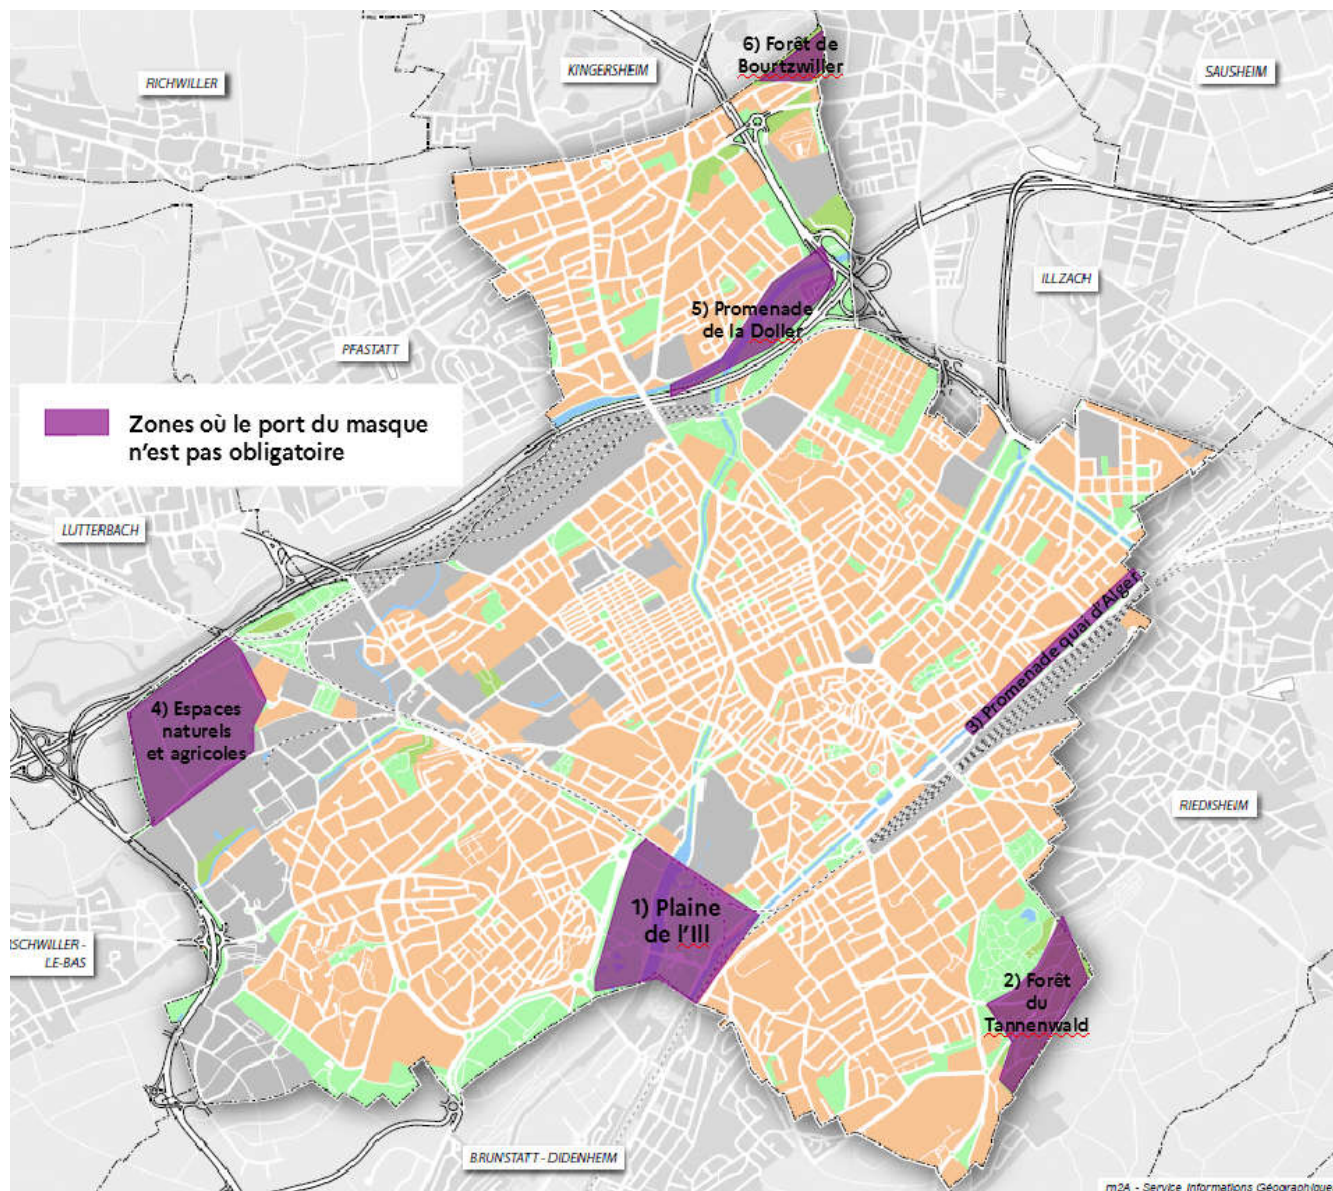 6) Forêt de
Bourtzwiller
KINGERSHEIM
SAUSHEIM
RICHWILLER
ILLZACH
5) Promenade
de la Doller
PFASTATT
Zones où le port du masque
n'est pas obligatoire
LUTTERBACH
3) Promenade quai d'Alger
4) Espaces
naturels
et agricoles
RIEDISHEIM
1) Plaine
de l'Ill
RSCHWILLER -
LE-BAS
2) Forêt
du
Tannenwald
BRUNSTATT - DIDENHEIM
m2A - Service Informations Géographique